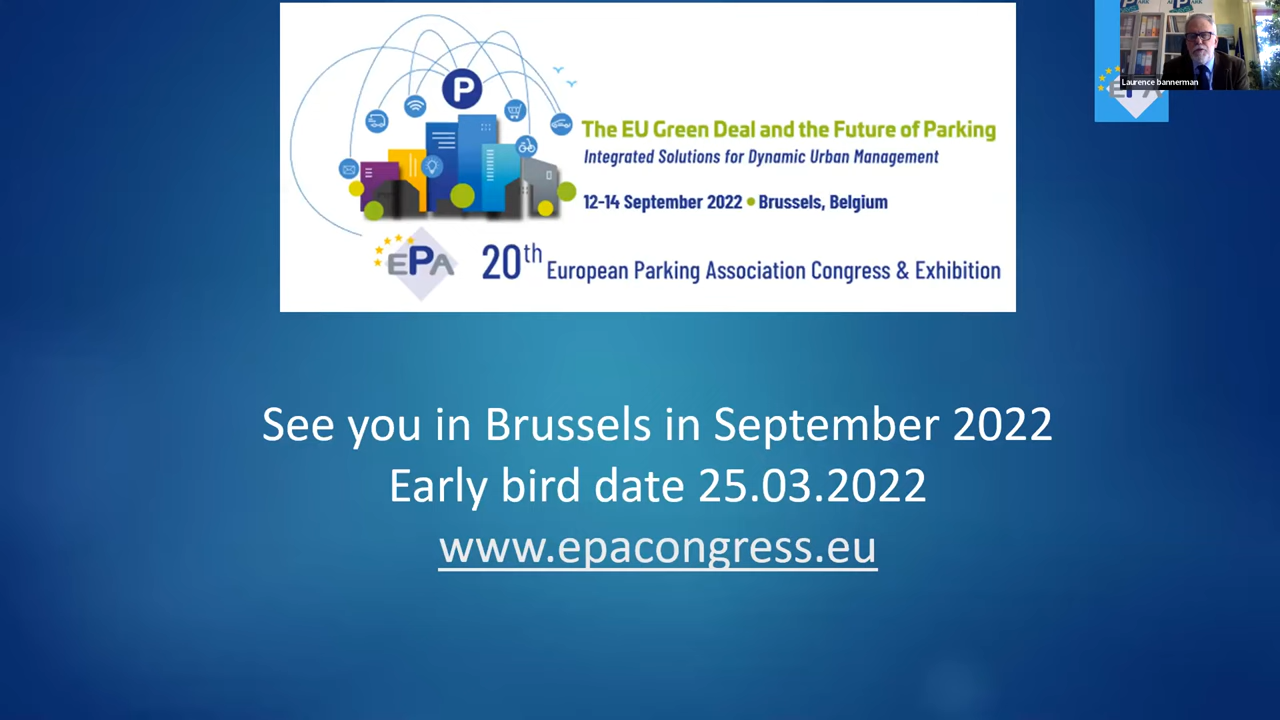 P
The EU Green Deal and the Future of Parking
Integrated Solutions for Dynamic Urban Management
12-14 September 2022 • Brussels, Belgium
EPA
20th European Parking Association Congress & Exhibition
Laurence bannerman
EPA
See you in Brussels in September 2022
Early bird date 25.03.2022
www.epacongress.eu